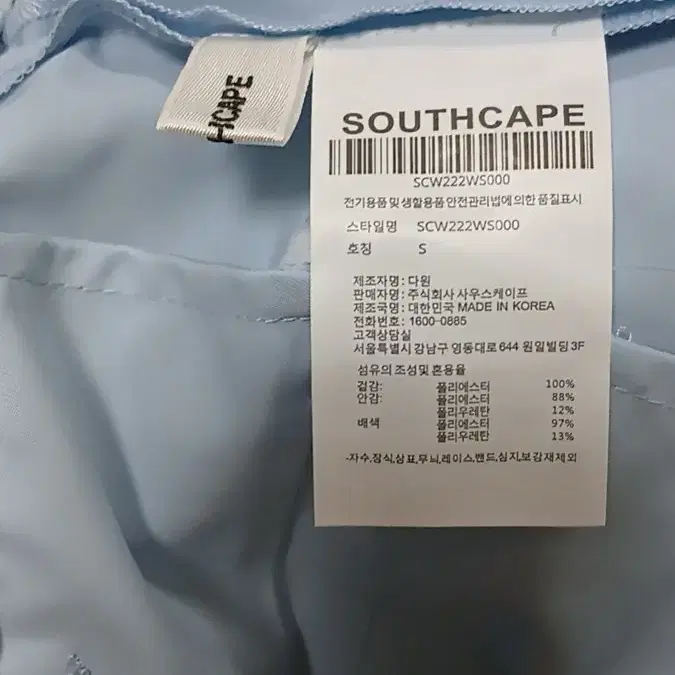 HCAPE
SOUTHCAPE
SCW222WS000
전기용품 및 생활용품 안전관리법에 의한 품질표시
스타일명 SCW222WS000
호칭 S
제조자명: 다원
판매자명: 주식회사 사우스케이프
제조국명: 대한민국 MADE IN KOREA
전화번호: 1600-0885
고객상담실
서울특별시 강남구 영동대로 644 원일빌딩 3F
섬유의 조성 및 혼용율
겉감: 폴리에스터 100%
안감: 폴리에스터 88%
폴리우레탄 12%
배색 폴리에스터 97%
폴리우레탄 13%
-자수,장식,상표,무늬,레이스,밴드,심지,보강재제외